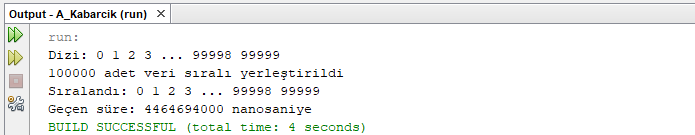 Output - A_Kabarcik (run)
run:
Dizi: 0 1 2 3 ... 99998 99999
100000 adet veri sıralı yerleştirildi
Sıralandı: 0 1 2 3 ... 99998 99999
Geçen süre: 4464694000 nanosaniye
BUILD SUCCESSFUL (total time: 4 seconds)